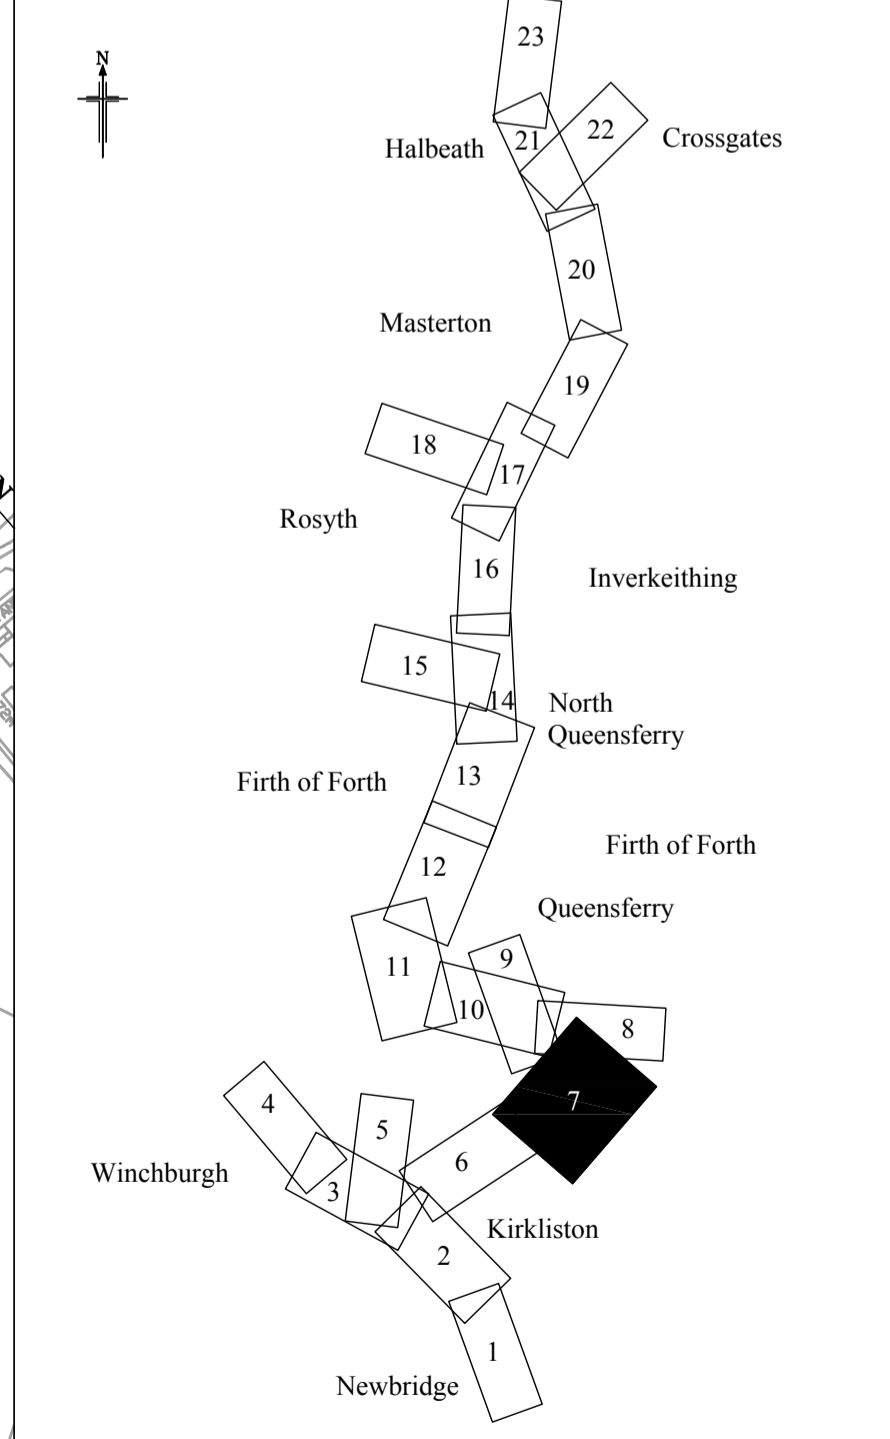 23
N
22
Crossgates
21
Halbeath
20
Masterton
19
18
17
Rosyth
16
Inverkeithing
15
14
North
Queensferry
13
Firth of Forth
Firth of Forth
12
Queensferry
9
11
10
8
7
4
5
6
Winchburgh
3
Kirkliston
2
1
Newbridge